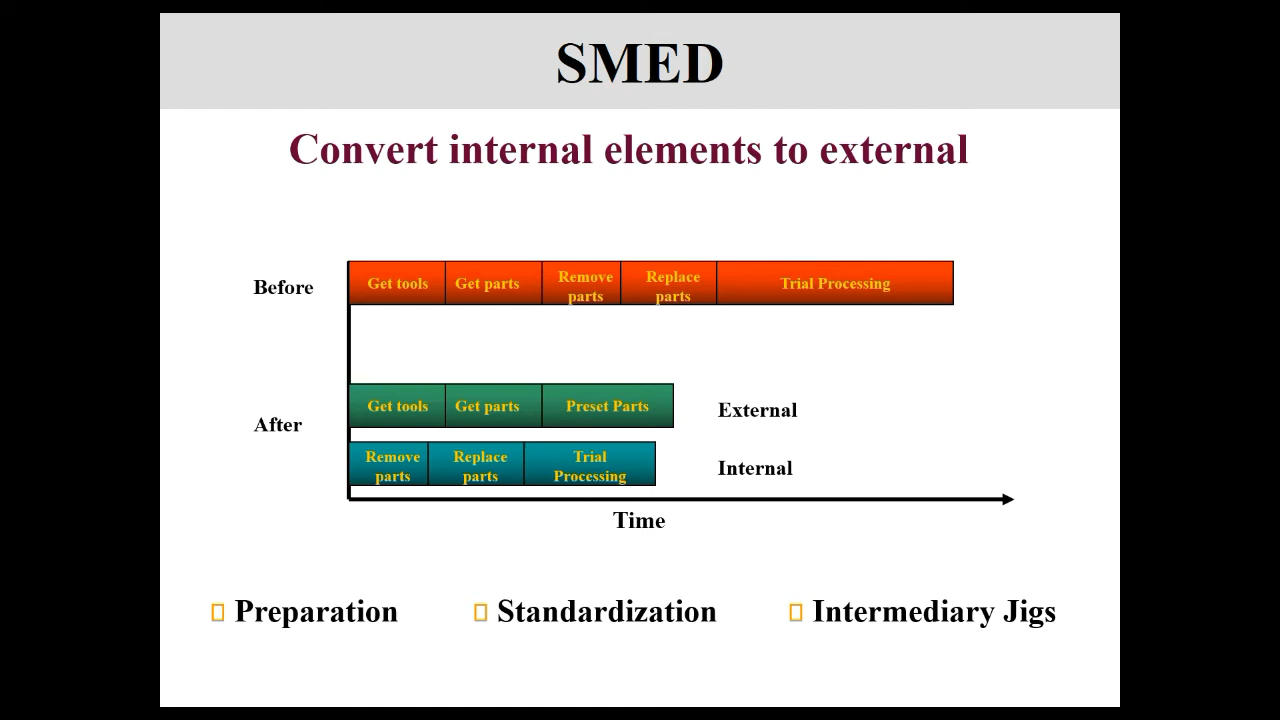 SMED
Convert internal elements to external
Before
Get tools
Get parts
Remove
parts
Replace
parts
Trial Processing
After
Get tools
Get parts
Preset Parts
External
Remove
parts
Replace
parts
Trial
Processing
Internal
Time
Preparation
Standardization
Intermediary Jigs